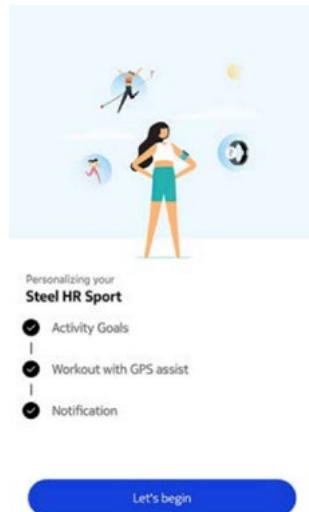 Personalizing your
Steel HR Sport
Activity Goals
Workout with GPS assist
Notification
Let's begin